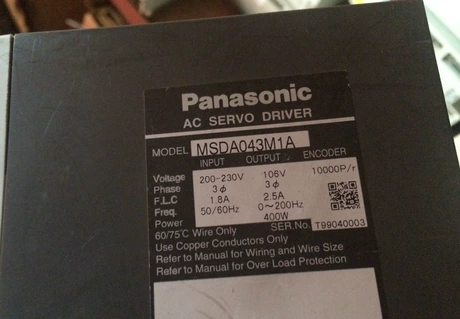 Panasonic
AC SERVO DRIVER
MODEL MSDA043M1A
INPUT OUTPUT ENCODER
Voltage 200-230V 106V 10000P/r
Phase 3ϕ 3ϕ
F.L.C 1.8A 2.5A
Freq. 50/60Hz 0~200Hz
Power 400W
60/75℃ Wire Only SER.No. T99040003
Use Copper Conductors Only
Refer to Manual for Wiring and Wire Size
Refer to Manual for Over Load Protection